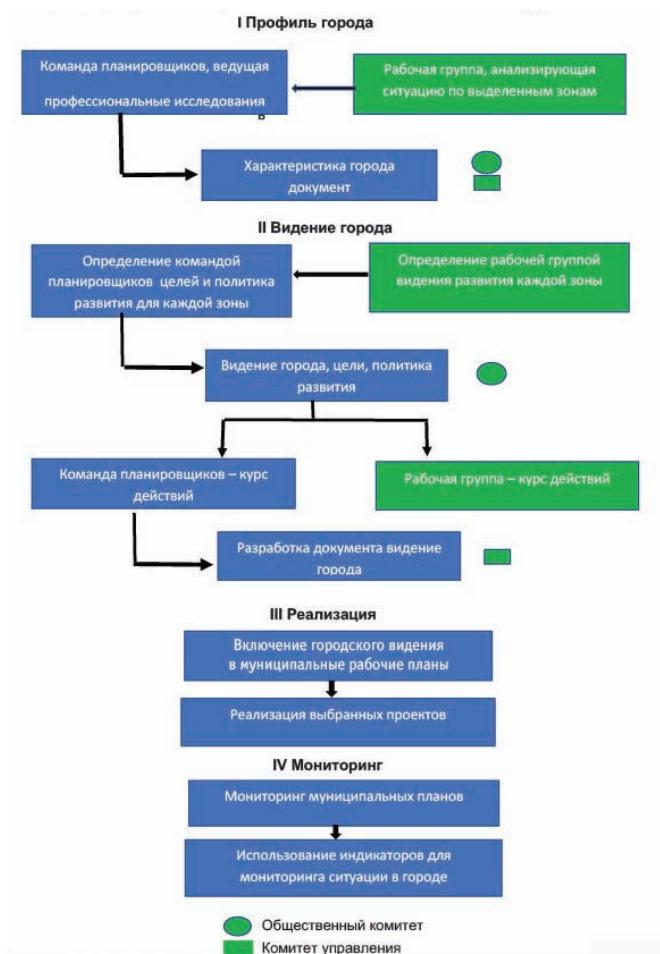 I Профиль города
Команда планировщиков, ведущая
профессиональные исследования
в
Рабочая группа, анализирующая
ситуацию по выделенным зонам
Характеристика города
документ
II Видение города
Определение командой
планировщиков целей и политика
развития для каждой зоны
Определение рабочей группой
видения развития каждой зоны
Видение города, цели, политика
развития
Команда планировщиков – курс
действий
Рабочая группа – курс действий
Разработка документа видение
города
III Реализация
Включение городского видения
в муниципальные рабочие планы
Реализация выбранных проектов
IV Мониторинг
Мониторинг муниципальных планов
Использование индикаторов для
мониторинга ситуации в городе
Общественный комитет
Комитет управления